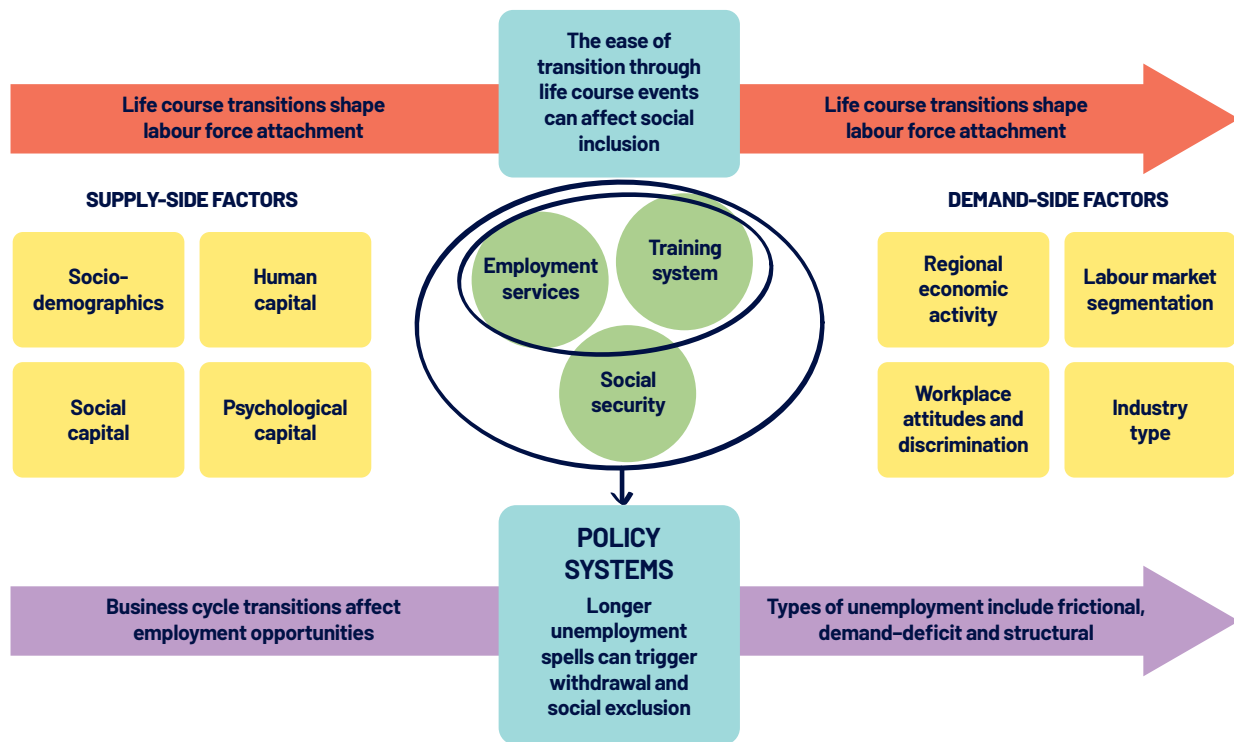 The ease of
transition through
life course events
can affect social
inclusion
Life course transitions shape
labour force attachment
Life course transitions shape
labour force attachment
SUPPLY-SIDE FACTORS
Socio-
demographics
Human
capital
Social
capital
Psychological
capital
Employment
services
Training
system
Social
security
DEMAND-SIDE FACTORS
Regional
economic
activity
Labour market
segmentation
Workplace
attitudes and
discrimination
Industry
type
POLICY
SYSTEMS
Longer
unemployment
spells can trigger
withdrawal and
social exclusion
Business cycle transitions affect
employment opportunities
Types of unemployment include frictional,
demand-deficit and structural